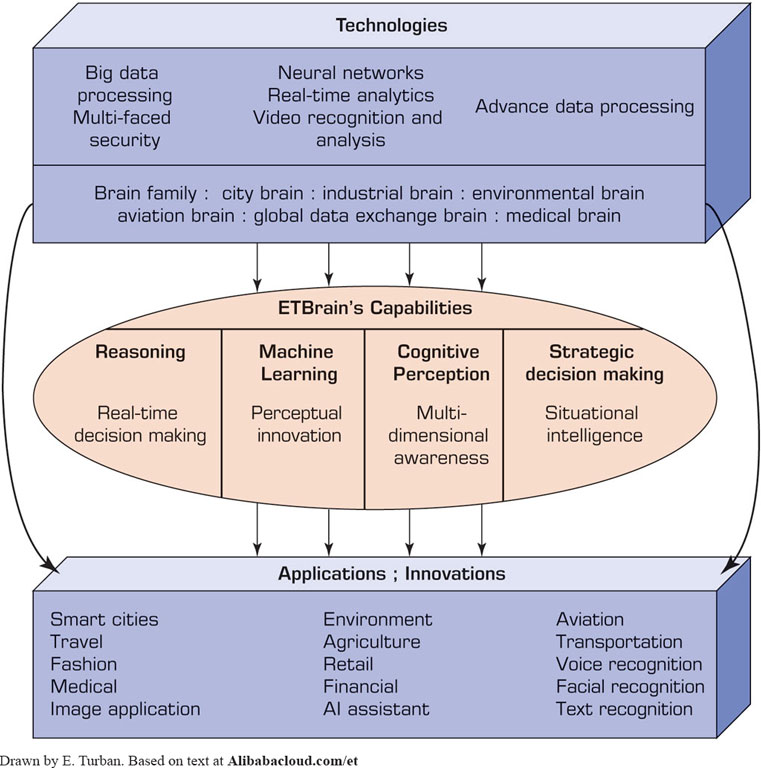 Technologies
Big data
processing
Multi-faced
security
Neural networks
Real-time analytics
Video recognition and
analysis
Advance data processing
Brain family : city brain : industrial brain : environmental brain
aviation brain : global data exchange brain : medical brain
ETBrain's Capabilities
Reasoning
Real-time
decision making
Machine
Learning
Perceptual
innovation
Cognitive
Perception
Multi-
dimensional
awareness
Strategic
decision making
Situational
intelligence
Applications ; Innovations
Smart cities
Travel
Fashion
Medical
Image application
Environment
Agriculture
Retail
Financial
AI assistant
Aviation
Transportation
Voice recognition
Facial recognition
Text recognition
Drawn by E. Turban. Based on text at Alibabacloud.com/et